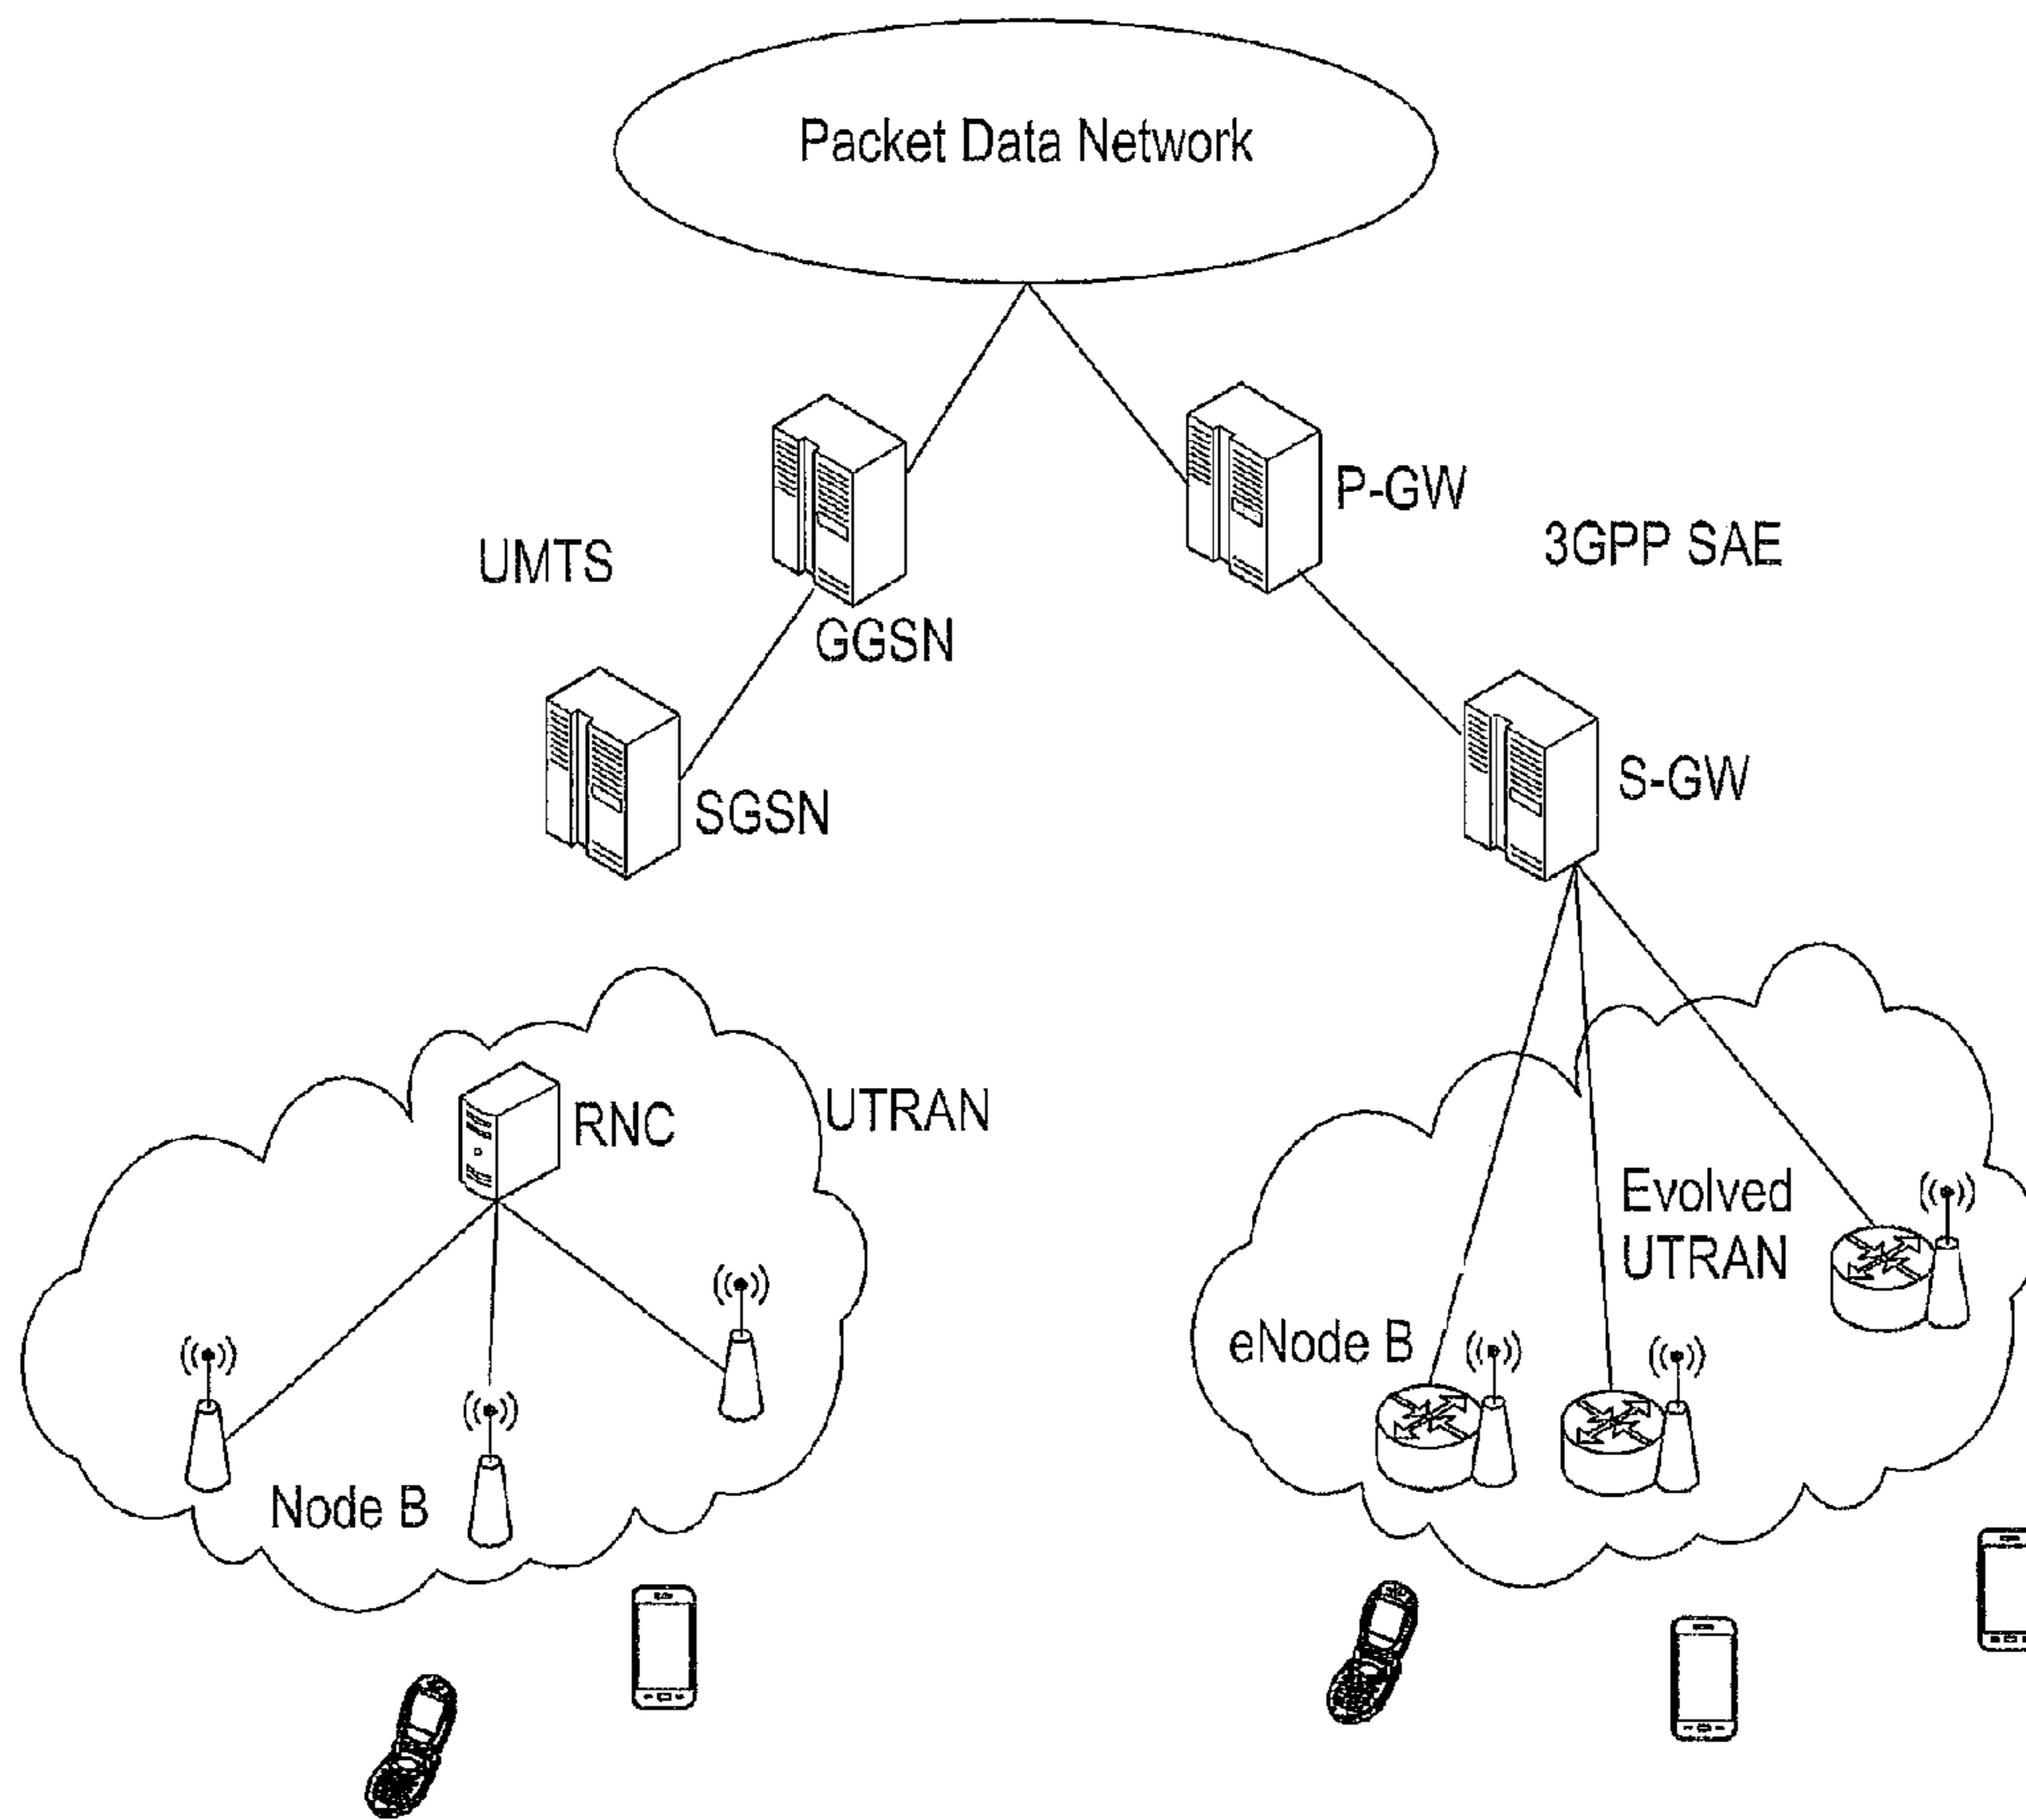 Packet Data Network
P-GW
3GPP SAE
UMTS
GGSN
S-GW
SGSN
RNC
UTRAN
Evolved
UTRAN
eNode B
Node B